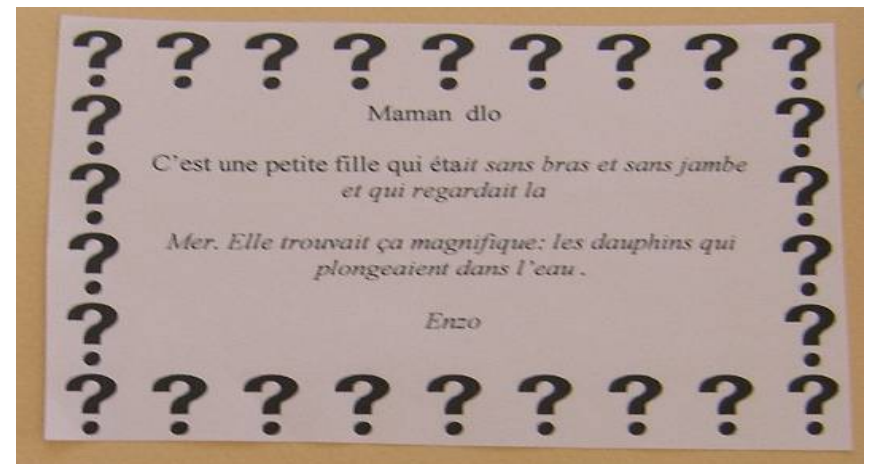 Maman dlo
C'est une petite fille qui était sans bras et sans jambe
et qui regardait la
Mer. Elle trouvait ça magnifique: les dauphins qui
plongeaient dans l'eau .
Enzo